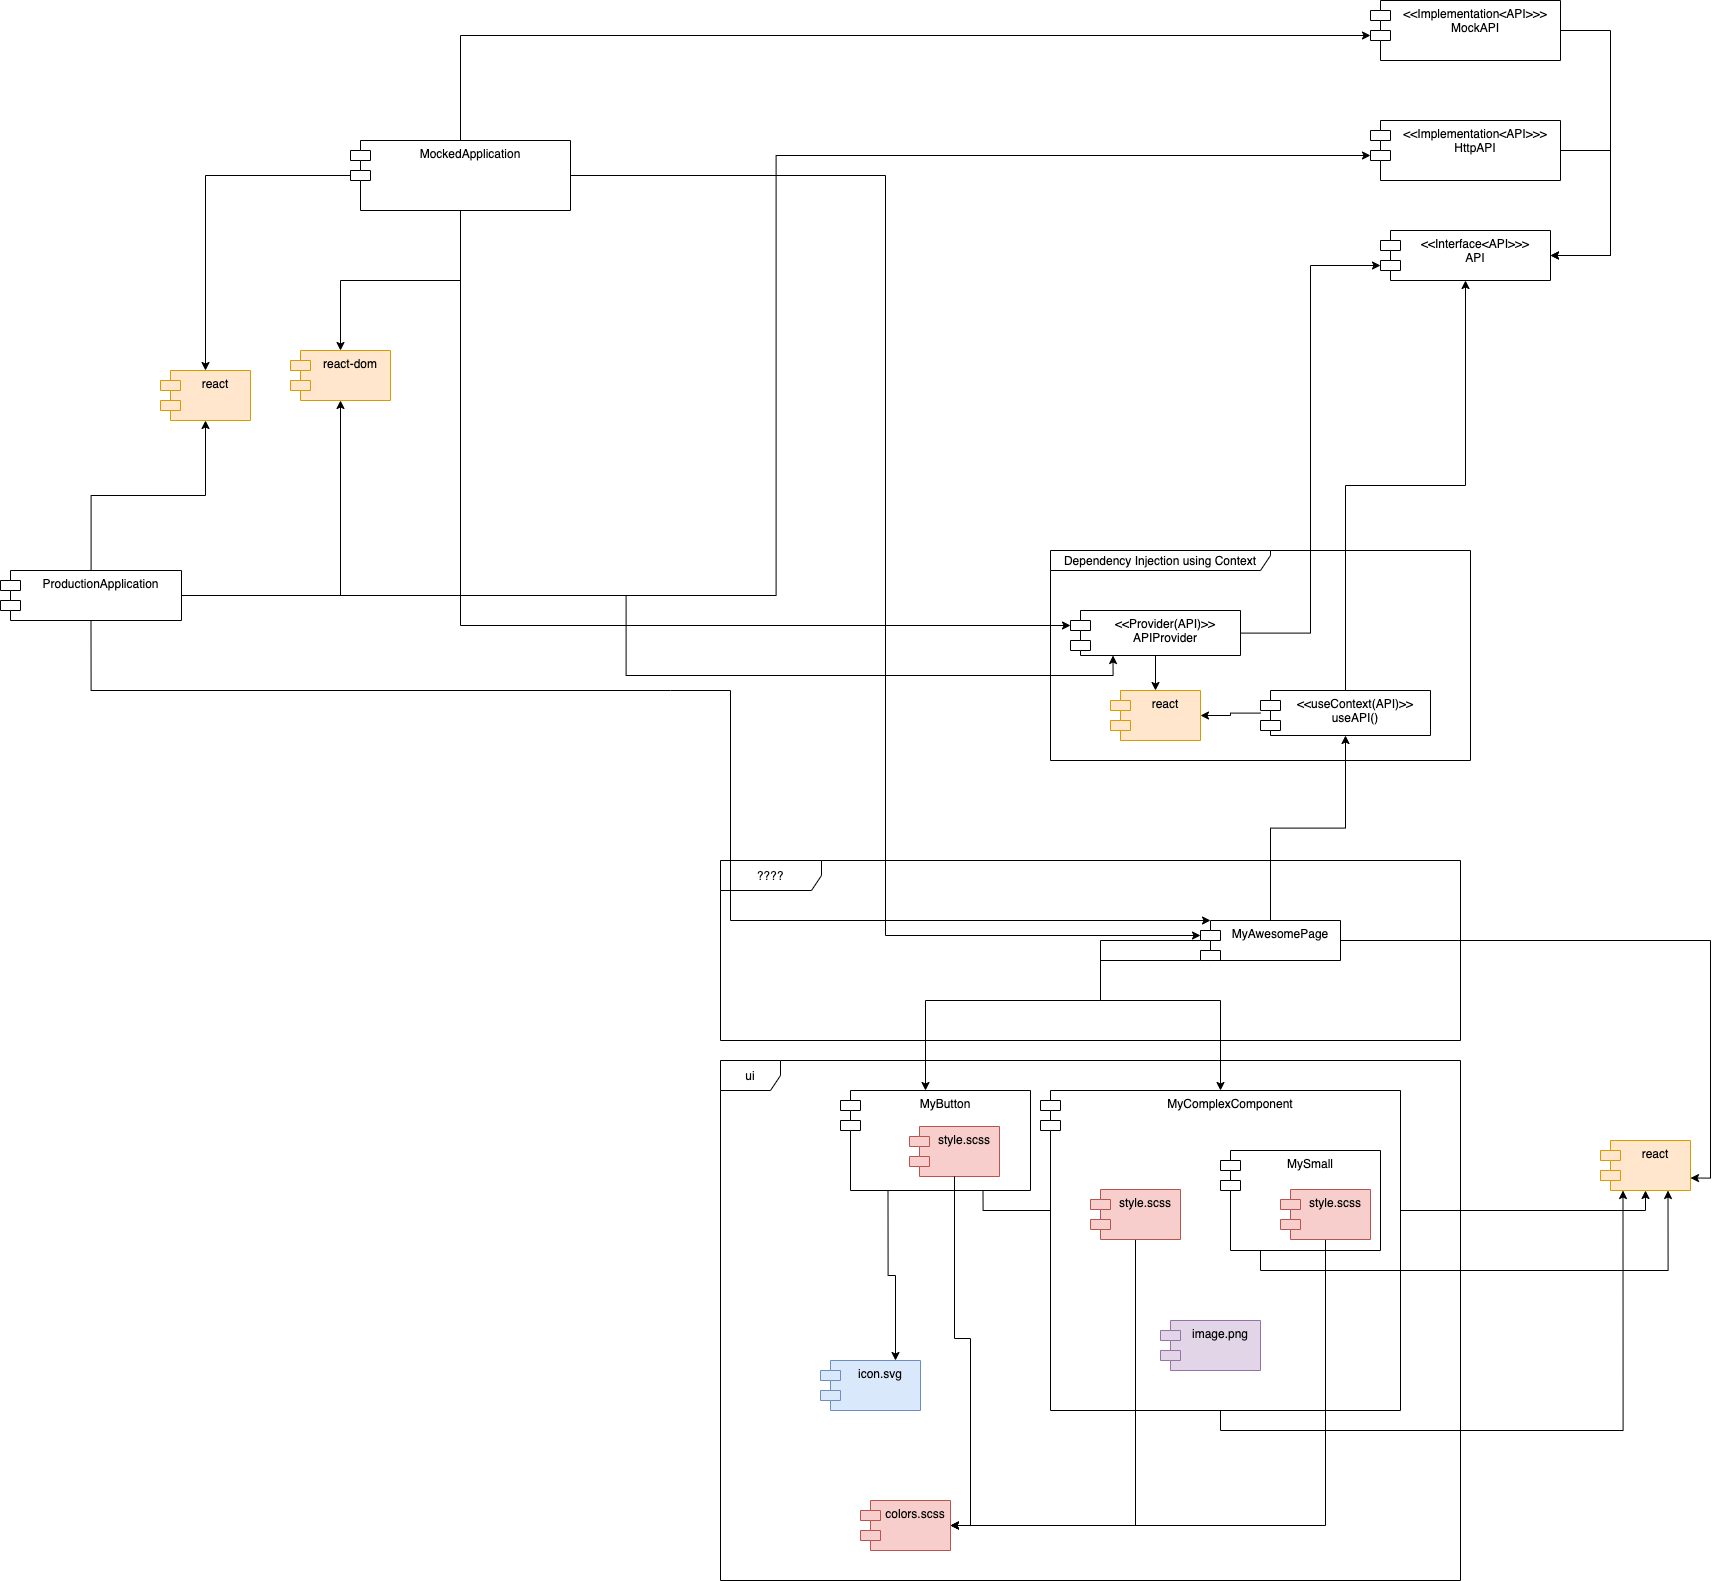 <<Implementation<API>>>
MockAPI
<<Implementation<API>>>
HttpAPI
MockedApplication
<<Interface<API>>>
API
react-dom
react
Dependency Injection using Context
ProductionApplication
<<Provider(API)>>
APIProvider
react
<<useContext(API)>>
useAPI()
????
MyAwesomePage
ui
MyButton
MyComplexComponent
style.scss
MySmall
react
style.scss
style.scss
image.png
icon.svg
colors.scss